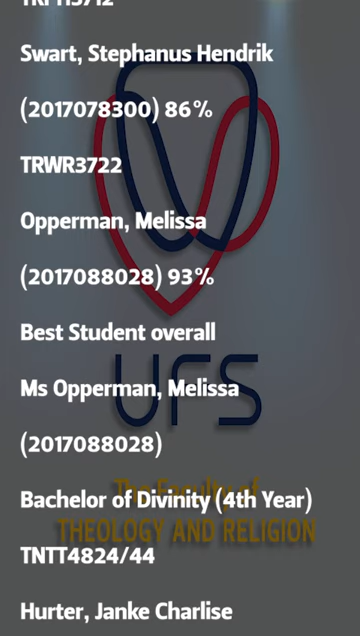 Swart, Stephanus Hendrik
(2017078300) 86%
TRWR3722
Opperman, Melissa
(2017088028) 93%
Best Student overall
UFS
Ms Opperman, Melissa
(2017088028)
The Faculty of
Bachelor of Divinity (4th Year)
THEOLOGY AND RELIGION
TNTT4824/44
Hurter, Janke Charlise